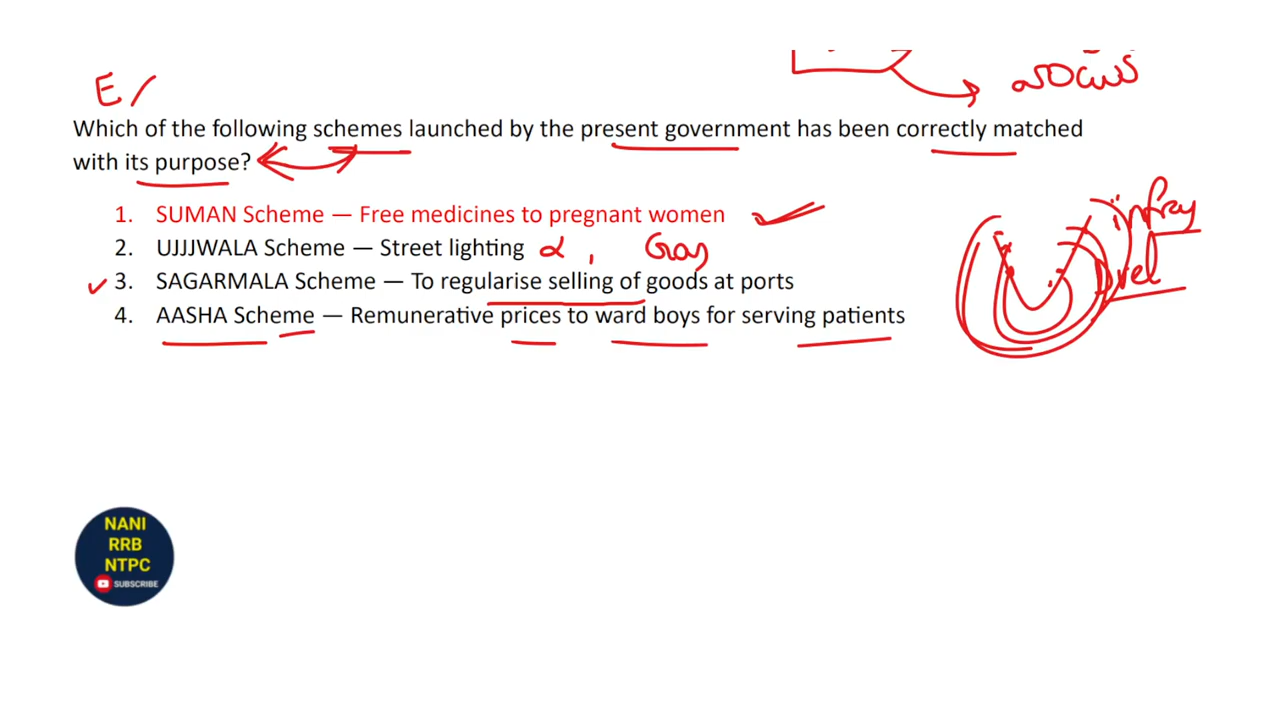 E/
Which of the following schemes launched by the present government has been correctly matched
with its purpose?
1. SUMAN Scheme — Free medicines to pregnant women
infra
2. UJJJWALA Scheme — Street lighting
Gas
3. SAGARMALA Scheme — To regularise selling of goods at ports
4. AASHA Scheme — Remunerative prices to ward boys for serving patients
NANI
RRB
NTPC
SUBSCRIBE